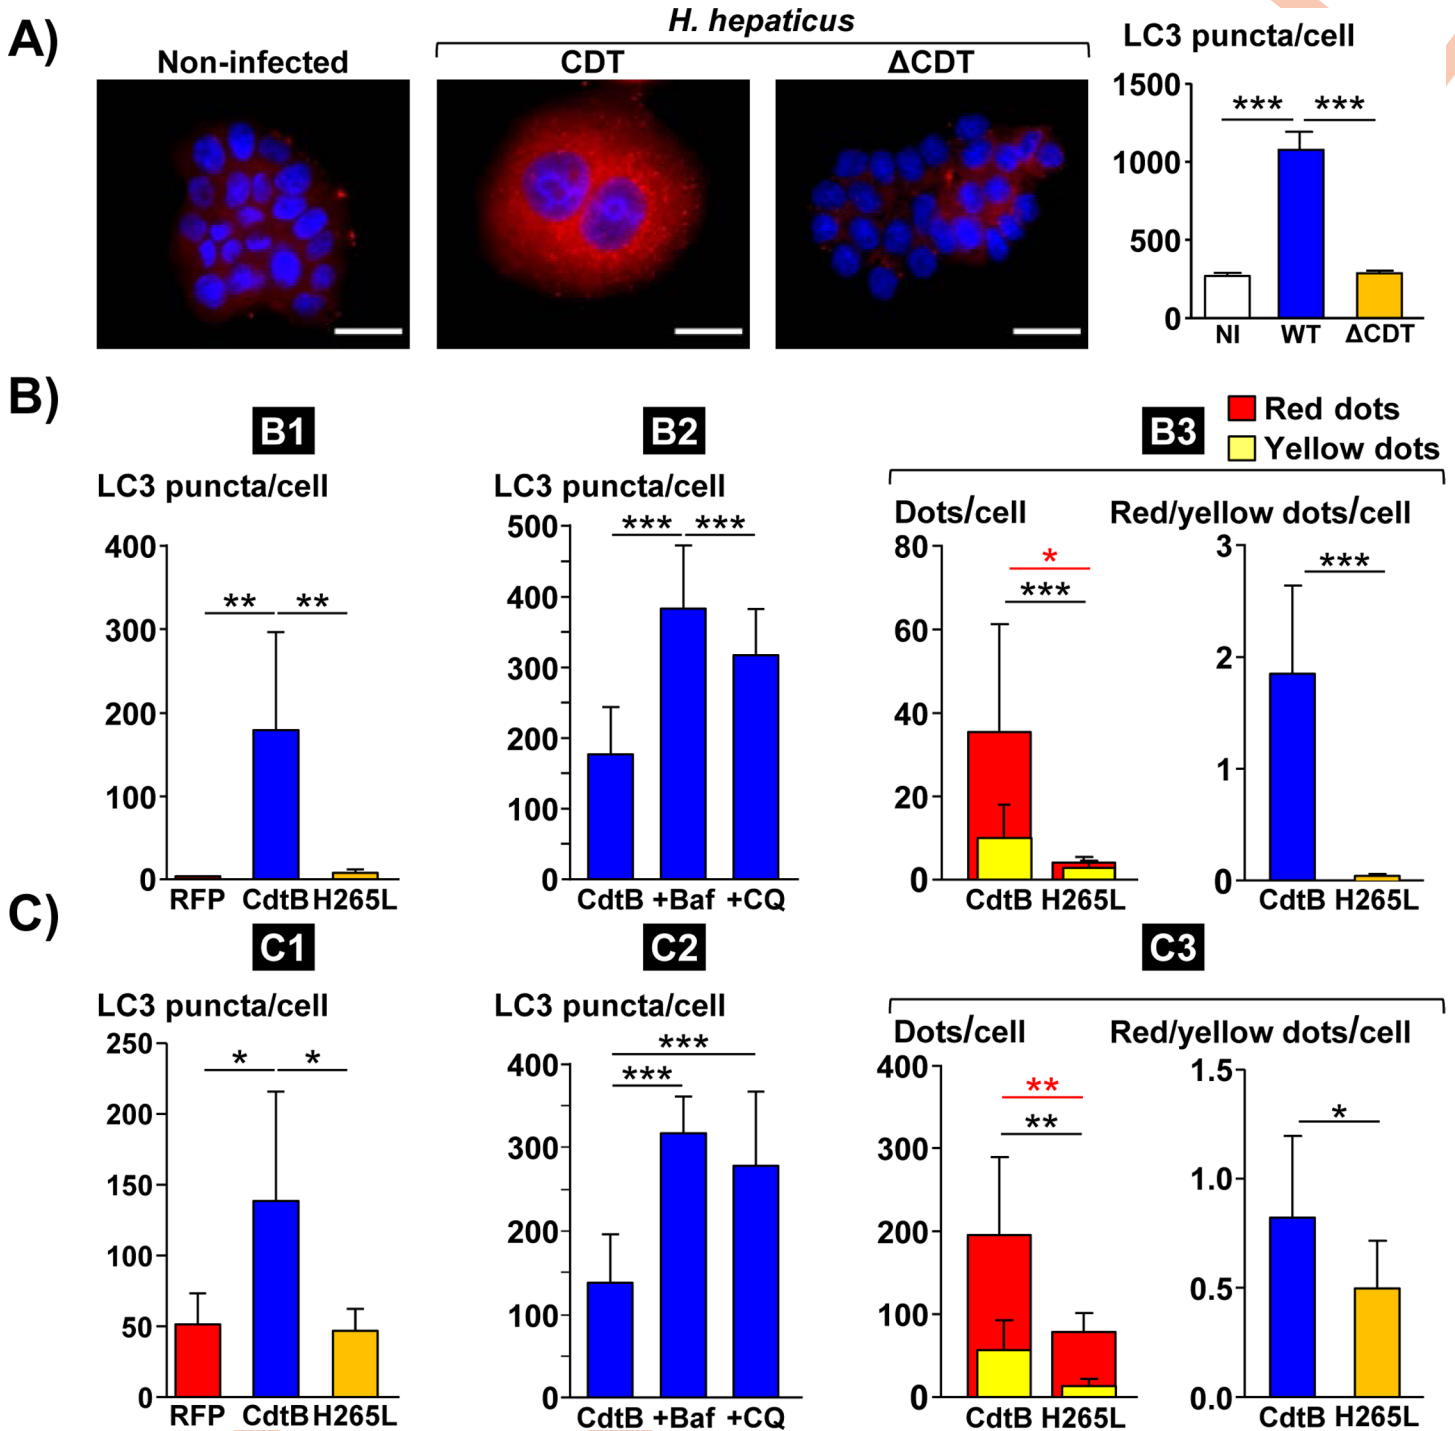 A)
H. hepaticus
Non-infected
CDT
ΔCDT
LC3 puncta/cell
1500
1000
500
0
*** ***
NI WT ΔCDT
B)
B1
B2
B3
Red dots
Yellow dots
LC3 puncta/cell
400
300
200
100
0
** **
RFP CdtB H265L
LC3 puncta/cell
500
400
300
200
100
0
*** ***
CdtB +Baf +CQ
Dots/cell
80
60
40
20
0
*
***
CdtB H265L
Red/yellow dots/cell
3
2
1
0
***
CdtB H265L
C)
C1
C2
C3
LC3 puncta/cell
250
200
150
100
50
0
* *
RFP CdtB H265L
LC3 puncta/cell
400
300
200
100
0
***
***
CdtB +Baf +CQ
Dots/cell
400
300
200
100
0
**
**
CdtB H265L
Red/yellow dots/cell
1.5
1.0
0.5
0.0
*
CdtB H265L